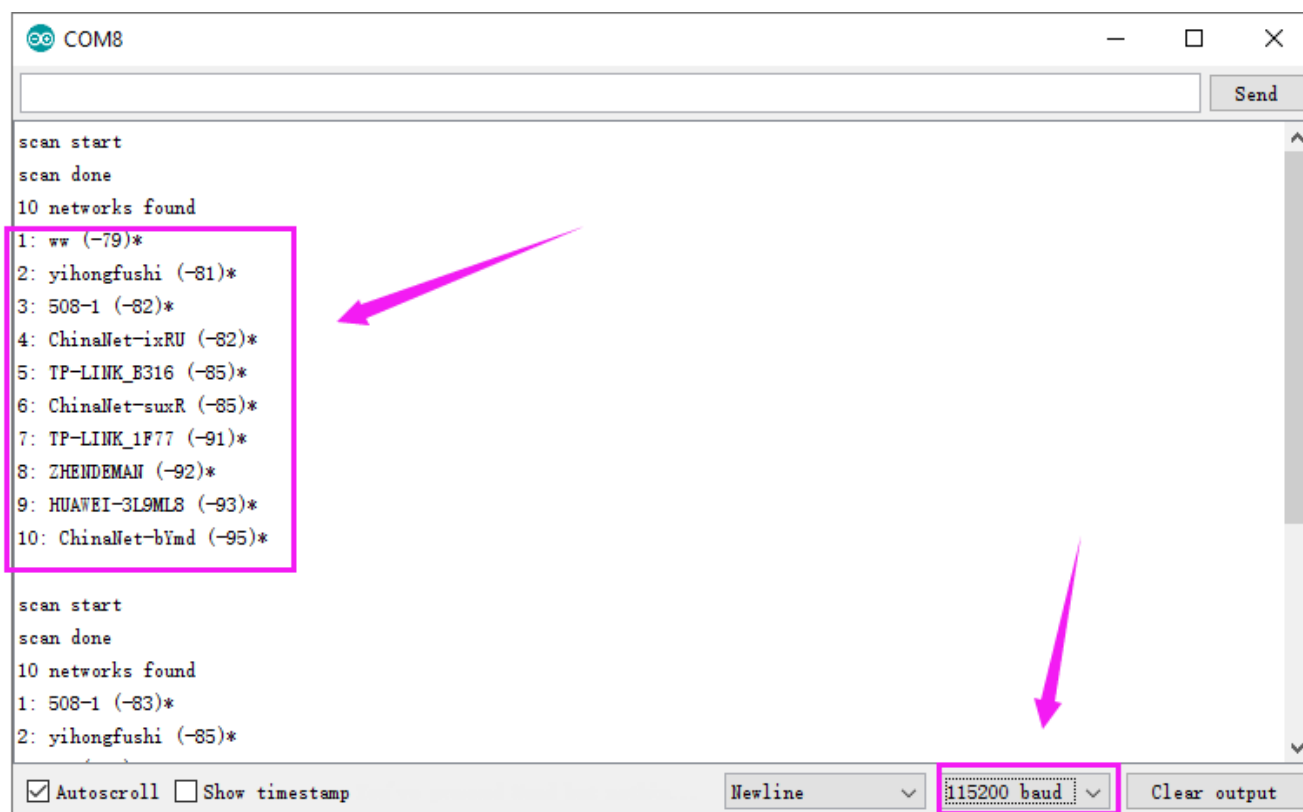 COM8
Send
scan start
scan done
10 networks found
1: ww (-79)*
2: yihongfushi (-81)*
3: 508-1 (-82)*
4: ChinaNet-ixRU (-82)*
5: TP-LINK_B316 (-85)*
6: ChinaNet-suxR (-85)*
7: TP-LINK_1F77 (-91)*
8: ZHENDEMAN (-92)*
9: HUAWEI-3L9ML8 (-93)*
10: ChinaNet-bYmd (-95)*
scan start
scan done
10 networks found
1: 508-1 (-83)*
2: yihongfushi (-85)*
Autoscroll Show timestamp Newline 115200 baud Clear output